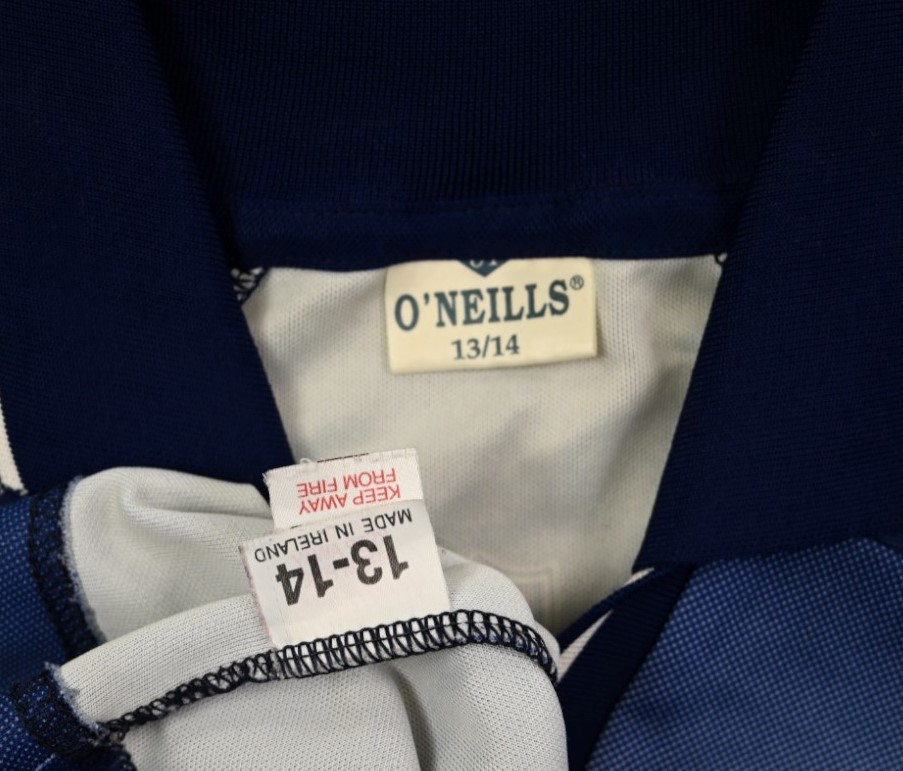 O'NEILLS®
13/14
KEEP AWAY
FROM FIRE
MADE IN IRELAND
13-14